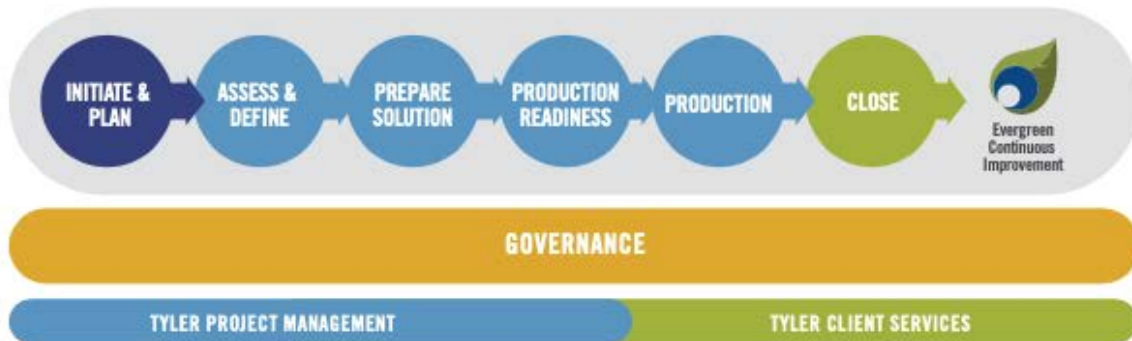 INITIATE &
PLAN
ASSESS &
DEFINE
PREPARE
SOLUTION
PRODUCTION
READINESS
PRODUCTION
CLOSE
Evergreen
Continuous
Improvement
GOVERNANCE
TYLER PROJECT MANAGEMENT
TYLER CLIENT SERVICES